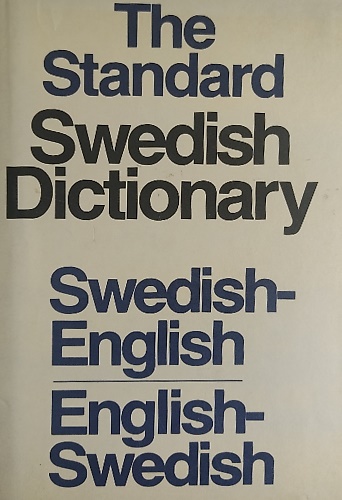 The
Standard
Swedish
Dictionary
Swedish-
English
English-
Swedish